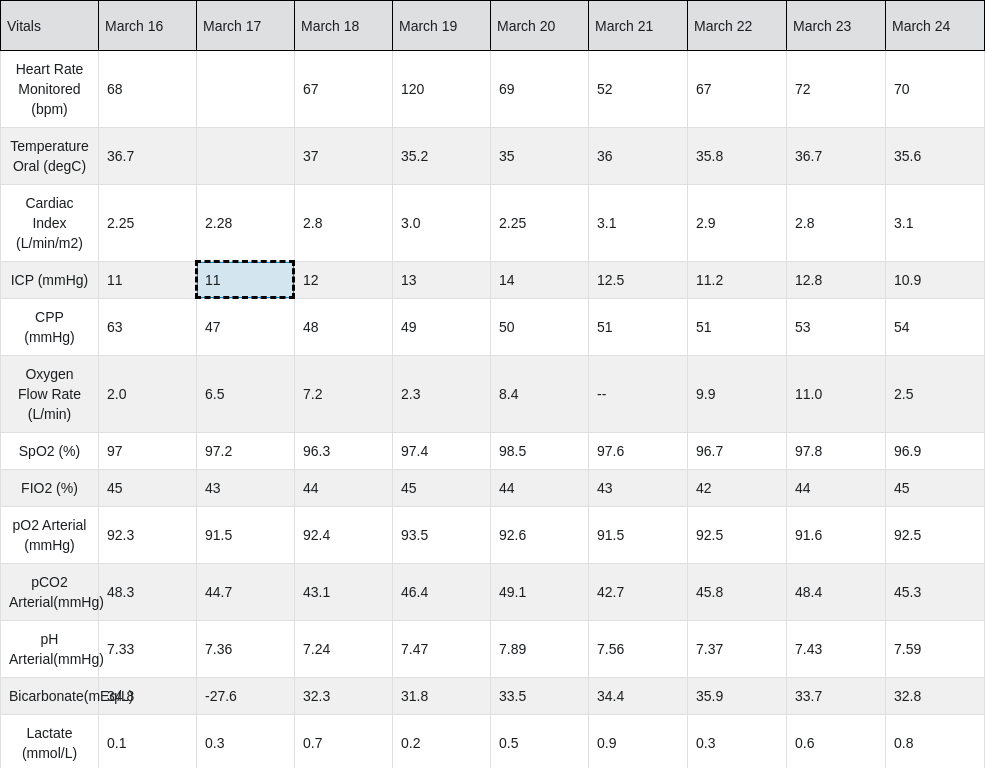 Vitals March 16 March 17 March 18 March 19 March 20 March 21 March 22 March 23 March 24
Heart Rate
Monitored
(bpm)
68 67 120 69 52 67 72 70
Temperature
Oral (degC)
36.7 37 35.2 35 36 35.8 36.7 35.6
Cardiac
Index
(L/min/m2)
2.25 2.28 2.8 3.0 2.25 3.1 2.9 2.8 3.1
ICP (mmHg) 11 11 12 13 14 12.5 11.2 12.8 10.9
CPP
(mmHg)
63 47 48 49 50 51 51 53 54
Oxygen
Flow Rate
(L/min)
2.0 6.5 7.2 2.3 8.4 -- 9.9 11.0 2.5
SpO2 (%) 97 97.2 96.3 97.4 98.5 97.6 96.7 97.8 96.9
FIO2 (%) 45 43 44 45 44 43 42 44 45
pO2 Arterial
(mmHg)
92.3 91.5 92.4 93.5 92.6 91.5 92.5 91.6 92.5
pCO2
Arterial(mmHg)
48.3 44.7 43.1 46.4 49.1 42.7 45.8 48.4 45.3
pH
Arterial(mmHg)
7.33 7.36 7.24 7.47 7.89 7.56 7.37 7.43 7.59
Bicarbonate(mEq/L) 34.8 -27.6 32.3 31.8 33.5 34.4 35.9 33.7 32.8
Lactate
(mmol/L)
0.1 0.3 0.7 0.2 0.5 0.9 0.3 0.6 0.8